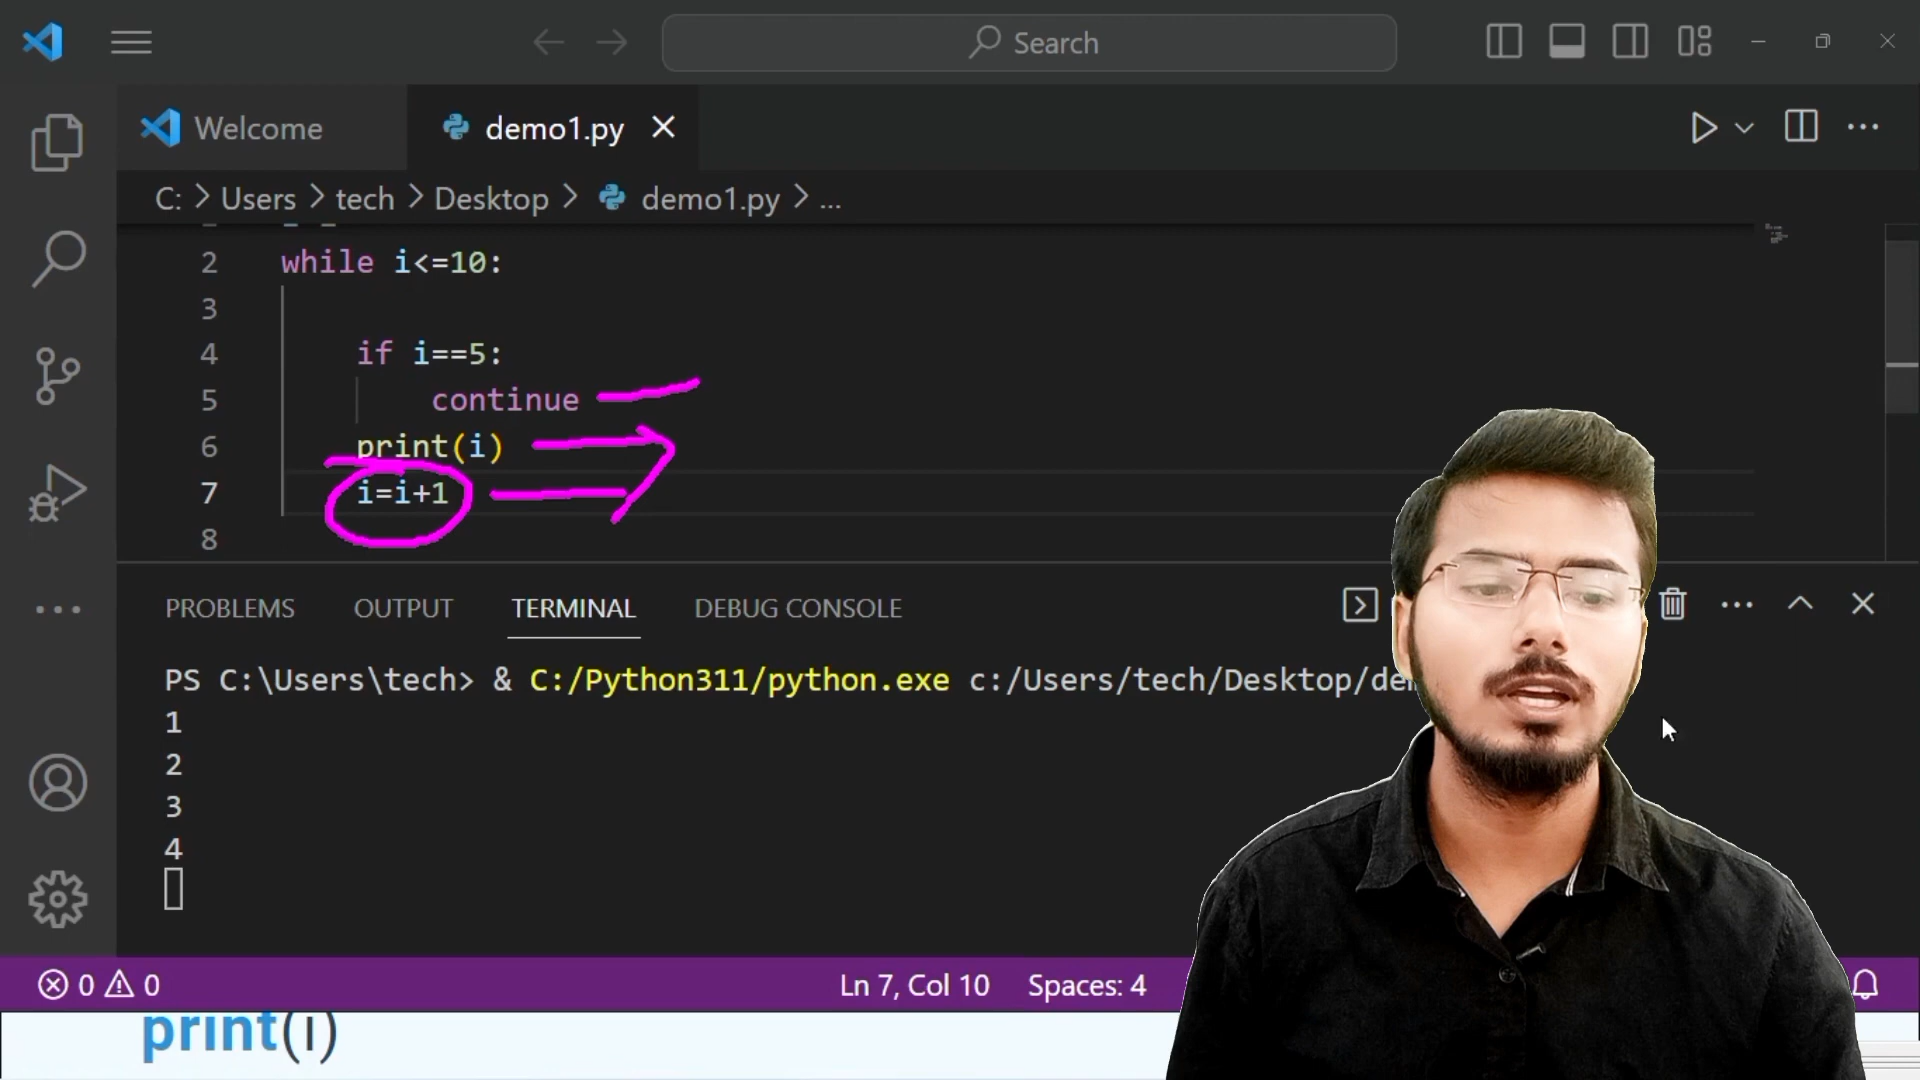 Search
Welcome
demo1.py
C: > Users > tech > Desktop > demo1.py > ...
2 while i<=10:
3
4 if i==5:
5 continue
6 print(i)
7 i=i+1
8
PROBLEMS OUTPUT TERMINAL DEBUG CONSOLE
PS C:\Users\tech> & C:/Python311/python.exe c:/Users/tech/Desktop/
1
2
3
4
0 0 Ln 7, Col 10 Spaces: 4
print(i)